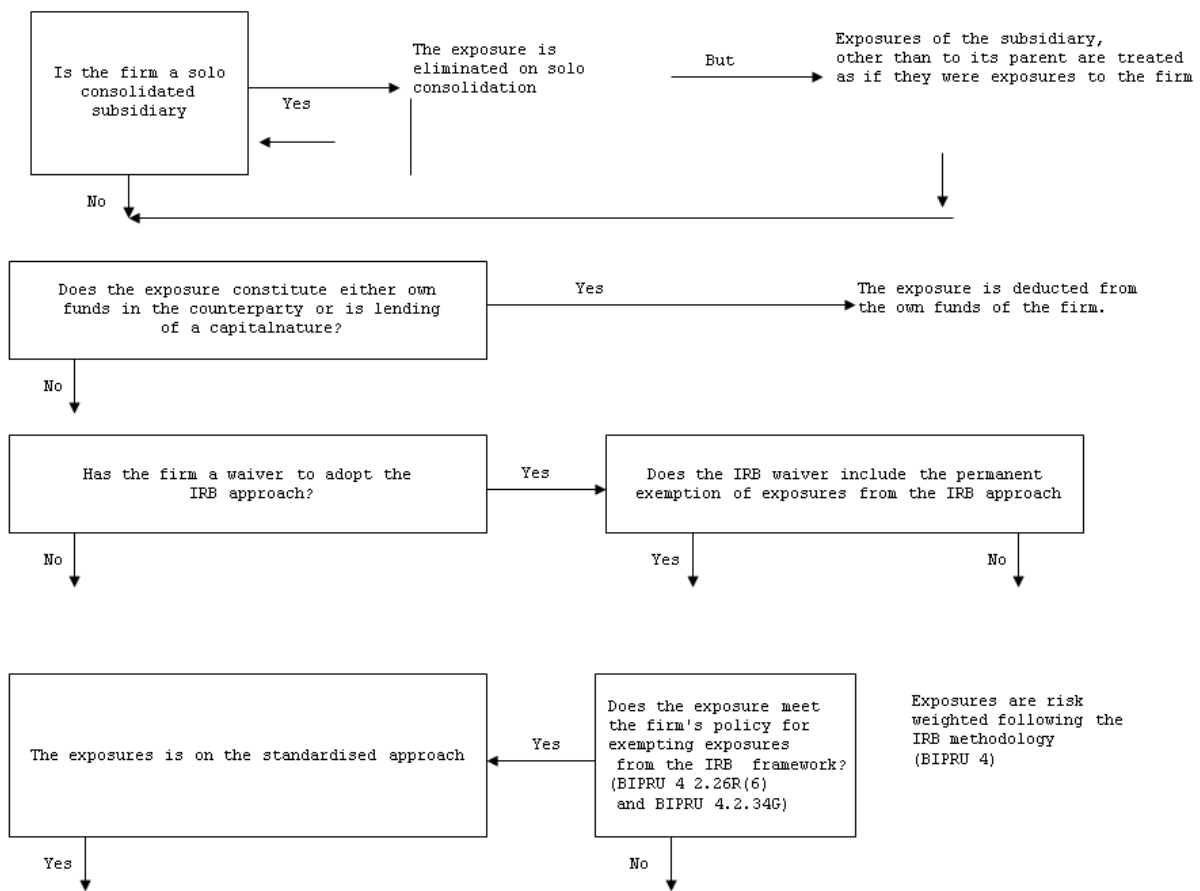 Is the firm a solo
consolidated
subsidiary
Yes
The exposure is
eliminated on solo
consolidation
But
Exposures of the subsidiary,
other than to its parent are treated
as if they were exposures to the firm
No
Does the exposure constitute either own
funds in the counterparty or is lending
of a capitalnature?
Yes
The exposure is deducted from
the own funds of the firm.
No
Has the firm a waiver to adopt the
IRB approach?
Yes
Does the IRB waiver include the permanent
exemption of exposures from the IRB approach
No
Yes
No
The exposures is on the standardised approach
Yes
Does the exposure meet
the firm's policy for
exempting exposures
from the IRB framework?
(BIPRU 4 2.26R(6)
and BIPRU 4.2.34G)
Exposures are risk
weighted following the
IRB methodology
(BIPRU 4)
Yes
No